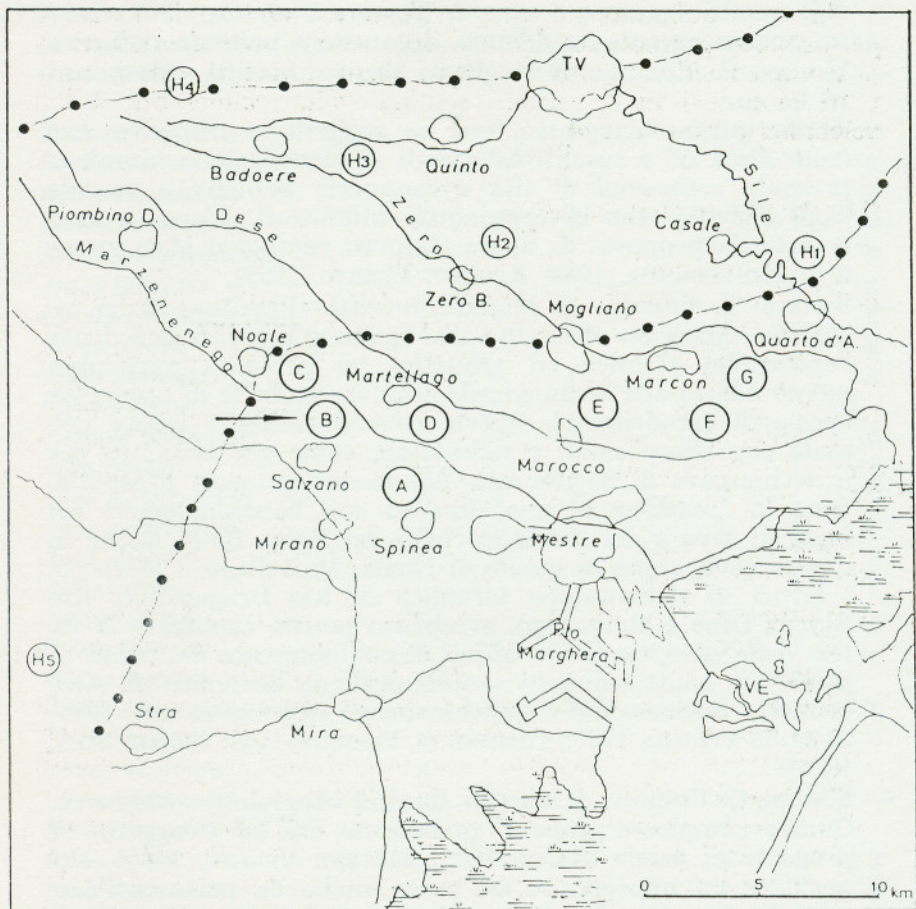 TV
H4
H3
Badoere
Quinto
Sile
Piombino D.
Dese
Zero
H2
Casale
H1
Marzenego
Zero B.
Mogliano
Quarto d'A.
Noale
C
Martellago
Marcon
G
B
D
E
F
Salzano
A
Marocco
Mirano
Spinea
Mestre
Pto
Marghera
H5
VE
Stra
Mira
0 5 10 km